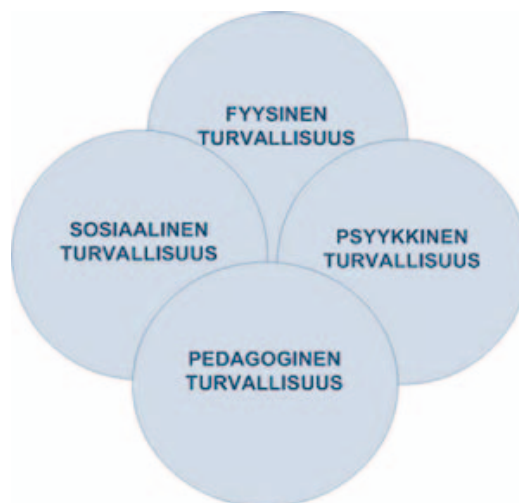 FYYSINEN
TURVALLISUUS
SOSIAALINEN
TURVALLISUUS
PSYYKKINEN
TURVALLISUUS
PEDAGOGINEN
TURVALLISUUS